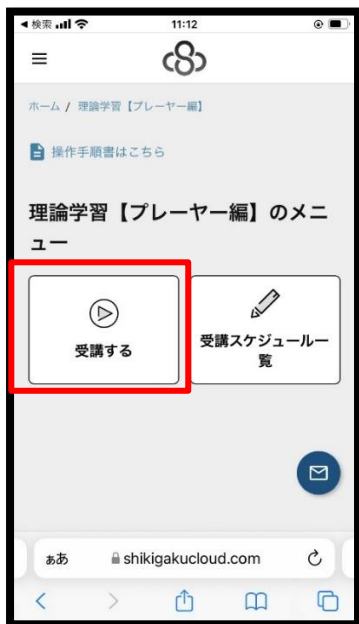 検索
11:12
ホーム / 理論学習【プレーヤー編】
操作手順書はこちら
理論学習【プレーヤー編】のメニ
ュー
受講する
受講スケジュール一
覧
ぁあ
shikigakucloud.com